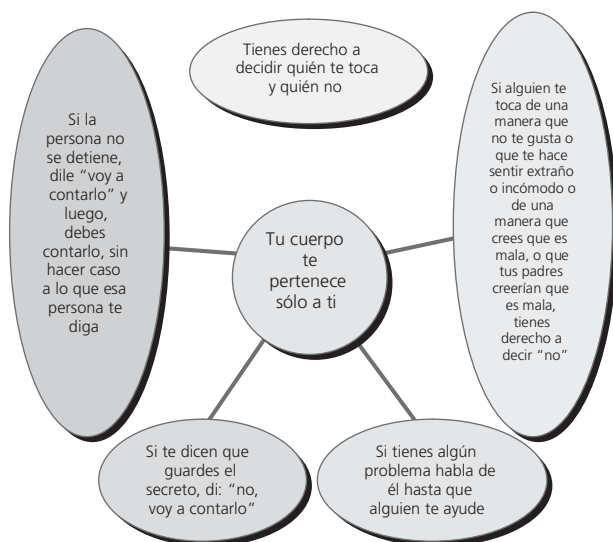 Tienes derecho a
decidir quién te toca
y quién no
Si la
persona no
se detiene,
dile “voy a
contarlo” y
luego,
debes
contarlo, sin
hacer caso
a lo que esa
persona te
diga
Si alguien te
toca de una
manera que
no te gusta o
que te hace
sentir extraño
o incómodo o
de una
manera que
crees que es
mala, o que
tus padres
creerían que
es mala,
tienes
derecho a
decir “no”
Tu cuerpo
te
pertenece
sólo a ti
Si te dicen que
guardes el
secreto, di: “no,
voy a contarlo”
Si tienes algún
problema habla de
él hasta que
alguien te ayude